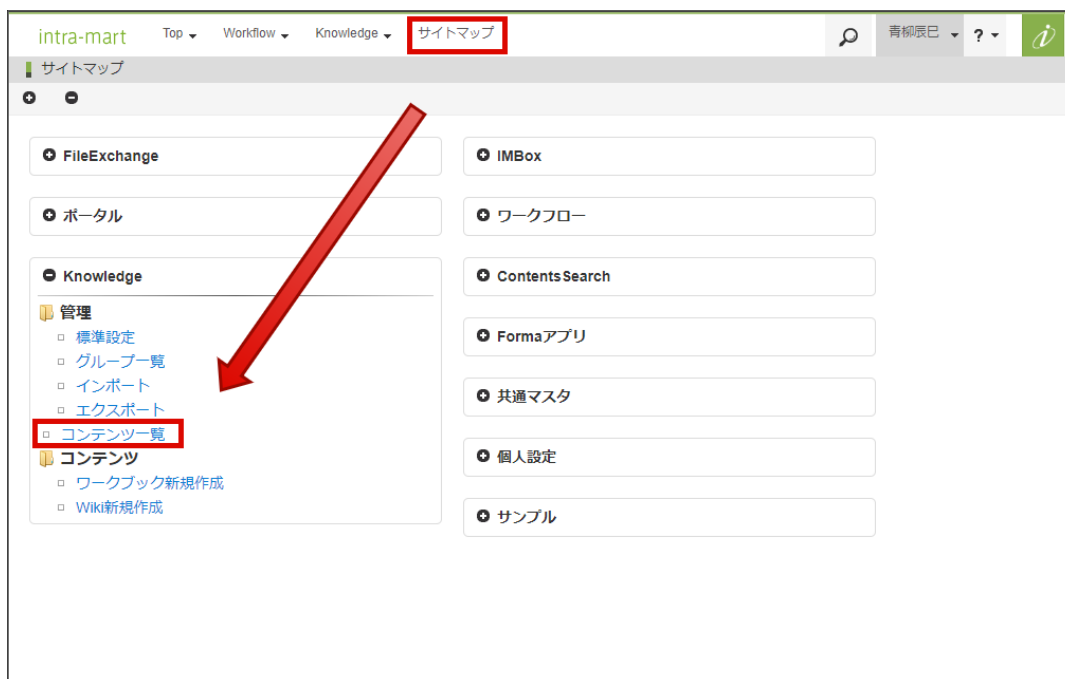 intra-mart Top Workflow Knowledge サイトマップ 青柳辰巳 ?
サイトマップ
FileExchange
ポータル
Knowledge
管理
標準設定
グループ一覧
インポート
エクスポート
コンテンツ一覧
コンテンツ
ワークブック新規作成
Wiki新規作成
IMBox
ワークフロー
ContentsSearch
Formaアプリ
共通マスタ
個人設定
サンプル